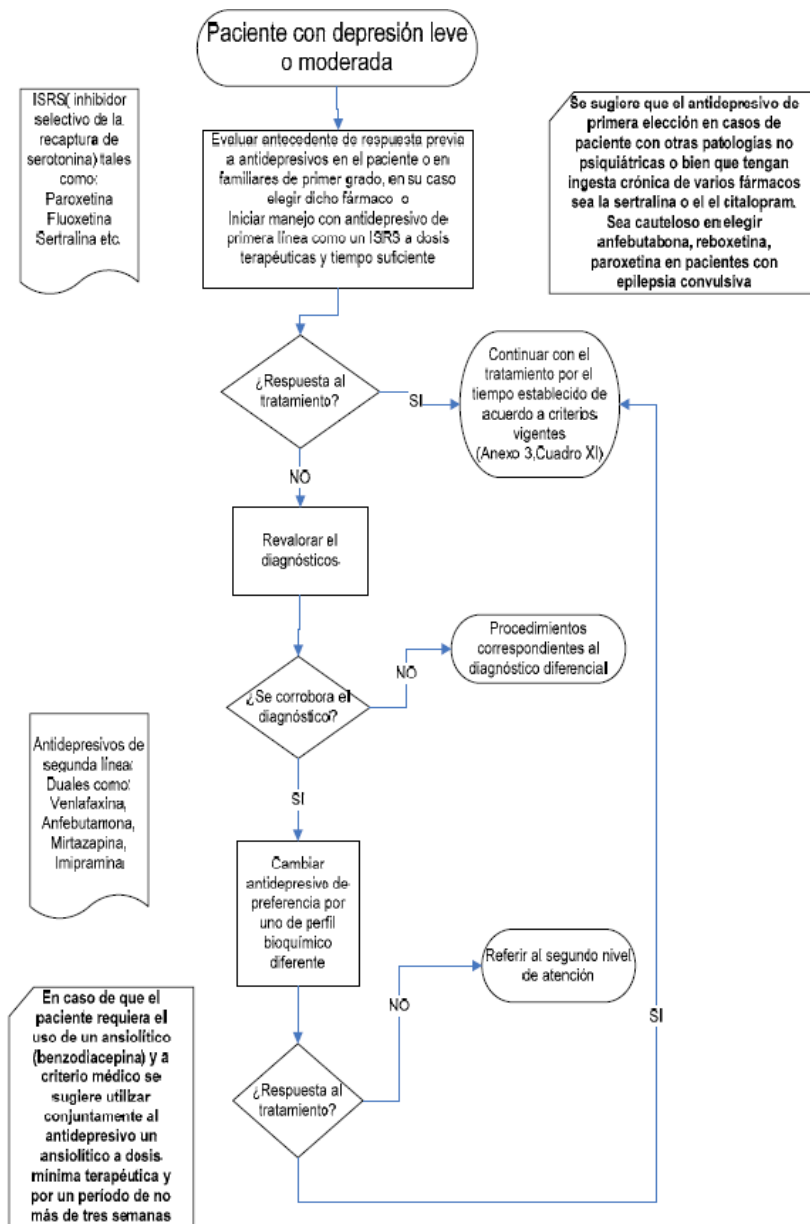 Paciente con depresión leve
o moderada
ISRS( inhibidor
selectivo de la
recaptura de
serotonina) tales
como:
Paroxetina
Fluoxetina
Sertralina etc.
Evaluar antecedente de respuesta previa
a antidepresivos en el paciente o en
familiares de primer grado, en su caso
elegir dicho fármaco o
Iniciar manejo con antidepresivo de
primera línea como un ISRS a dosis
terapéuticas y tiempo suficiente
Se sugiere que el antidepresivo de
primera elección en casos de
paciente con otras patologías no
psiquiátricas o bien que tengan
ingesta crónica de varios fármacos
sea la sertralina o el el citalopram.
Sea cauteloso en elegir
anfebutabona, reboxetina,
paroxetina en pacientes con
epilepsia convulsiva
¿Respuesta al
tratamiento?
SI
Continuar con el
tratamiento por el
tiempo establecido de
acuerdo a criterios
vigentes
(Anexo 3,Cuadro XI)
NO
Revalorar el
diagnósticos
¿Se corrobora el
diagnóstico?
NO
Procedimientos
correspondientes al
diagnóstico diferencial
SI
Antidepresivos de
segunda línea:
Duales como:
Venlafaxina,
Anfebutamona,
Mirtazapina,
Imipramina
Cambiar
antidepresivo de
preferencia por
uno de perfil
bioquímico
diferente
Referir al segundo nivel
de atención
NO
SI
¿Respuesta al
tratamiento?
En caso de que el
paciente requiera el
uso de un ansiolítico
(benzodiacepina) y a
criterio médico se
sugiere utilizar
conjuntamente al
antidepresivo un
ansiolítico a dosis
mínima terapéutica y
por un período de no
más de tres semanas